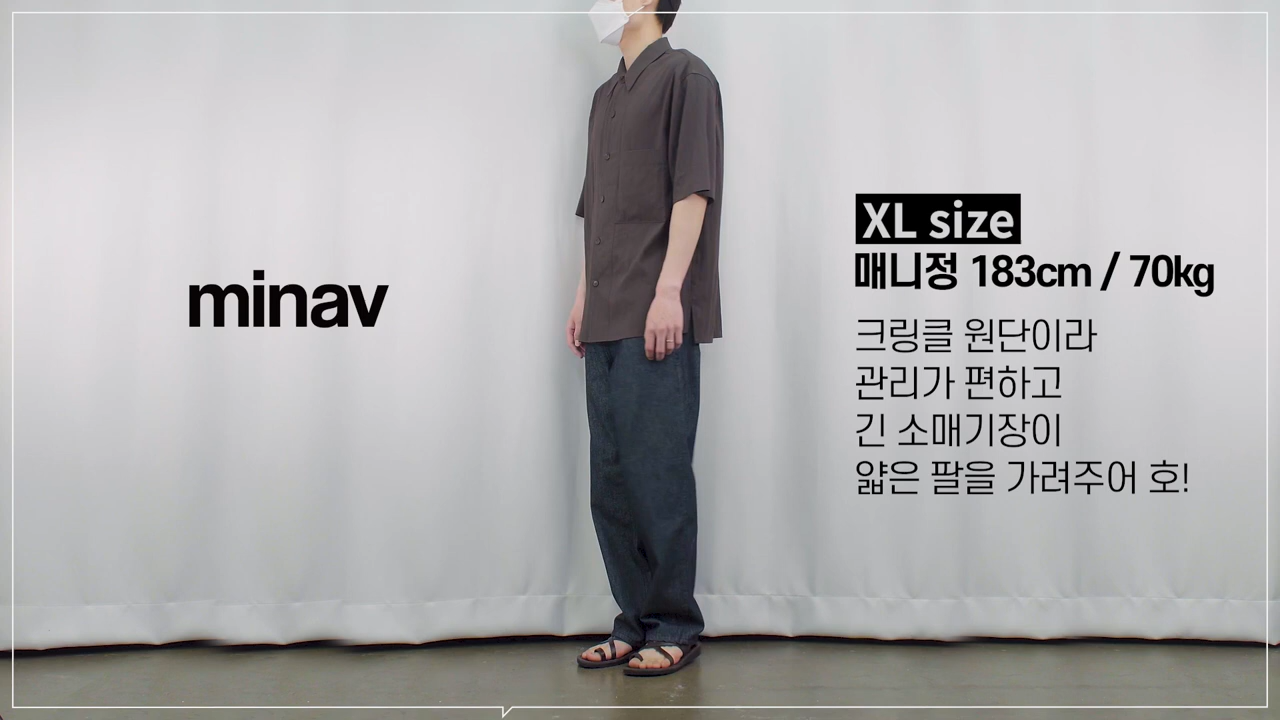 minav
XL size
매니정 183cm / 70kg
크링클 원단이라
관리가 편하고
긴 소매기장이
얇은 팔을 가려주어 호!